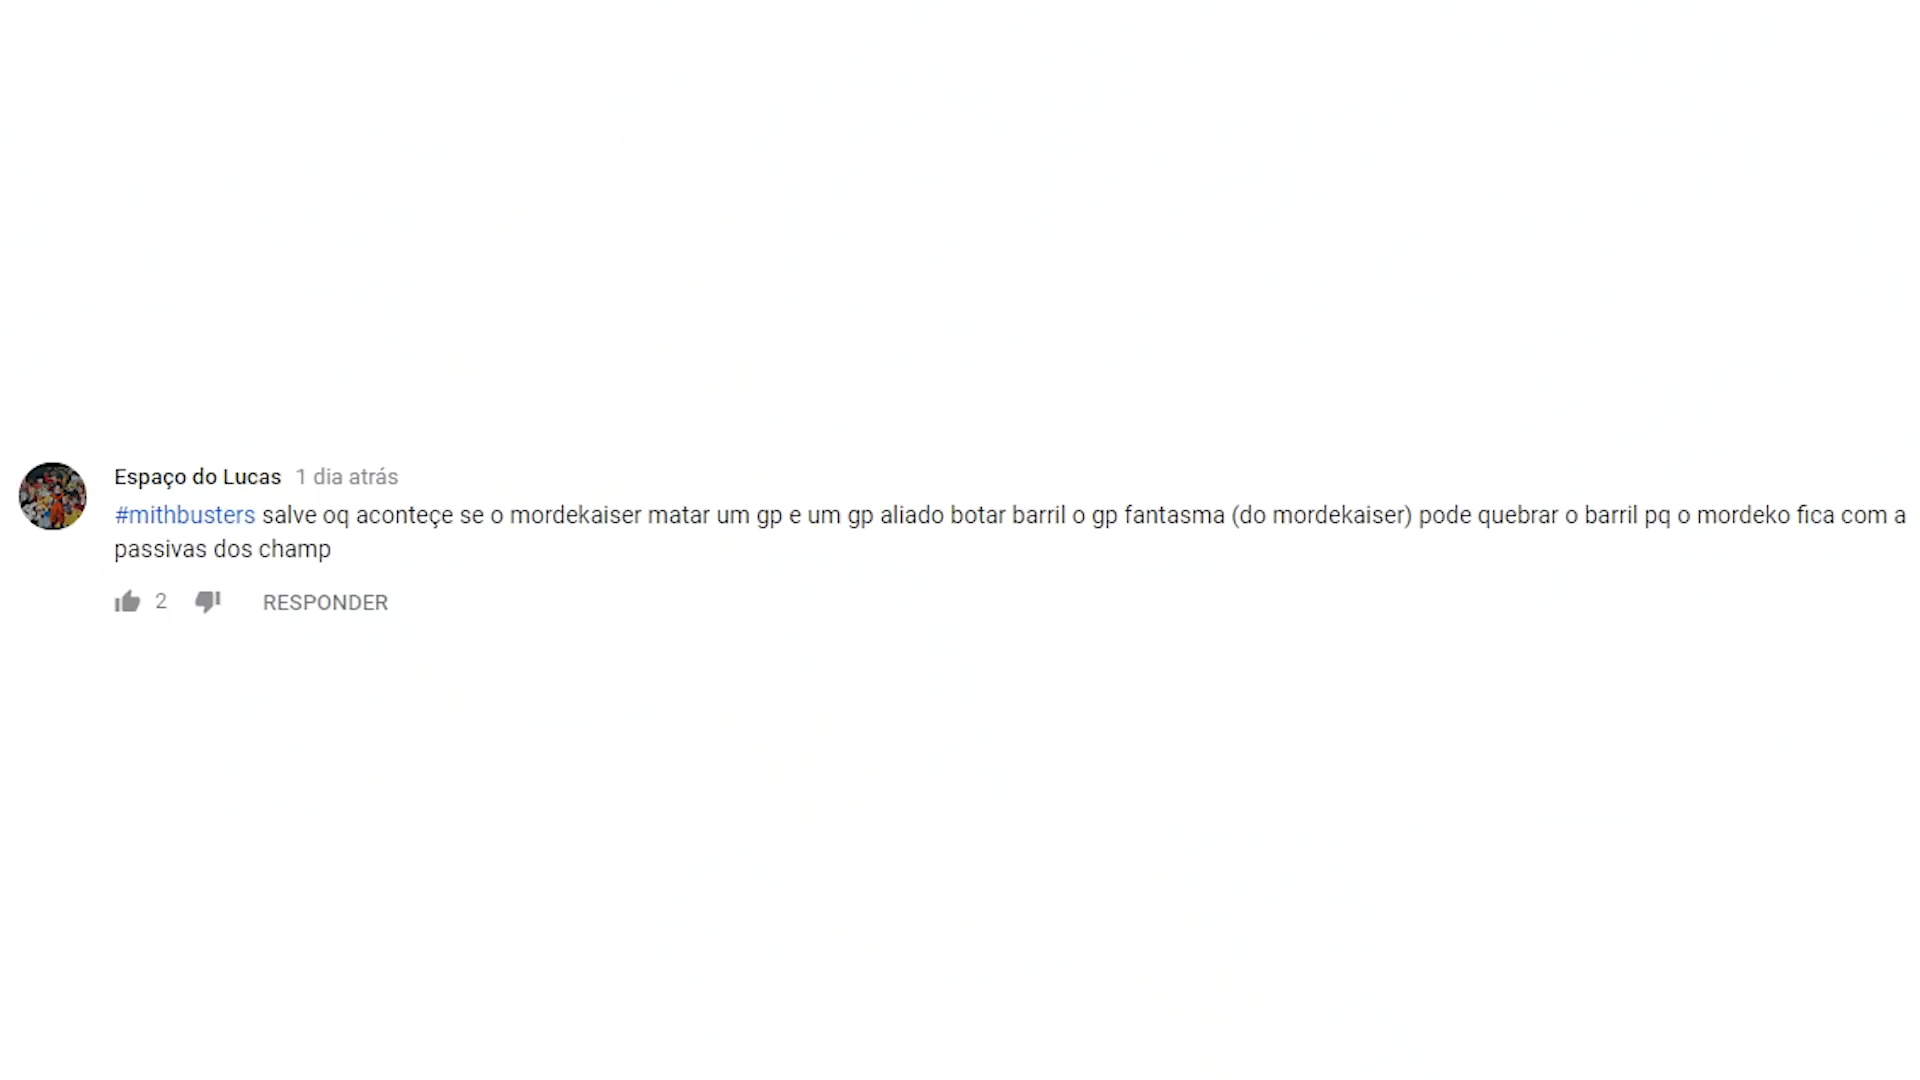 Espaço do Lucas 1 dia atrás
#mithbusters salve oq aconteçe se o mordekaiser matar um gp e um gp aliado botar barril o gp fantasma (do mordekaiser) pode quebrar o barril pq o mordeko fica com a
passivas dos champ
2 RESPONDER